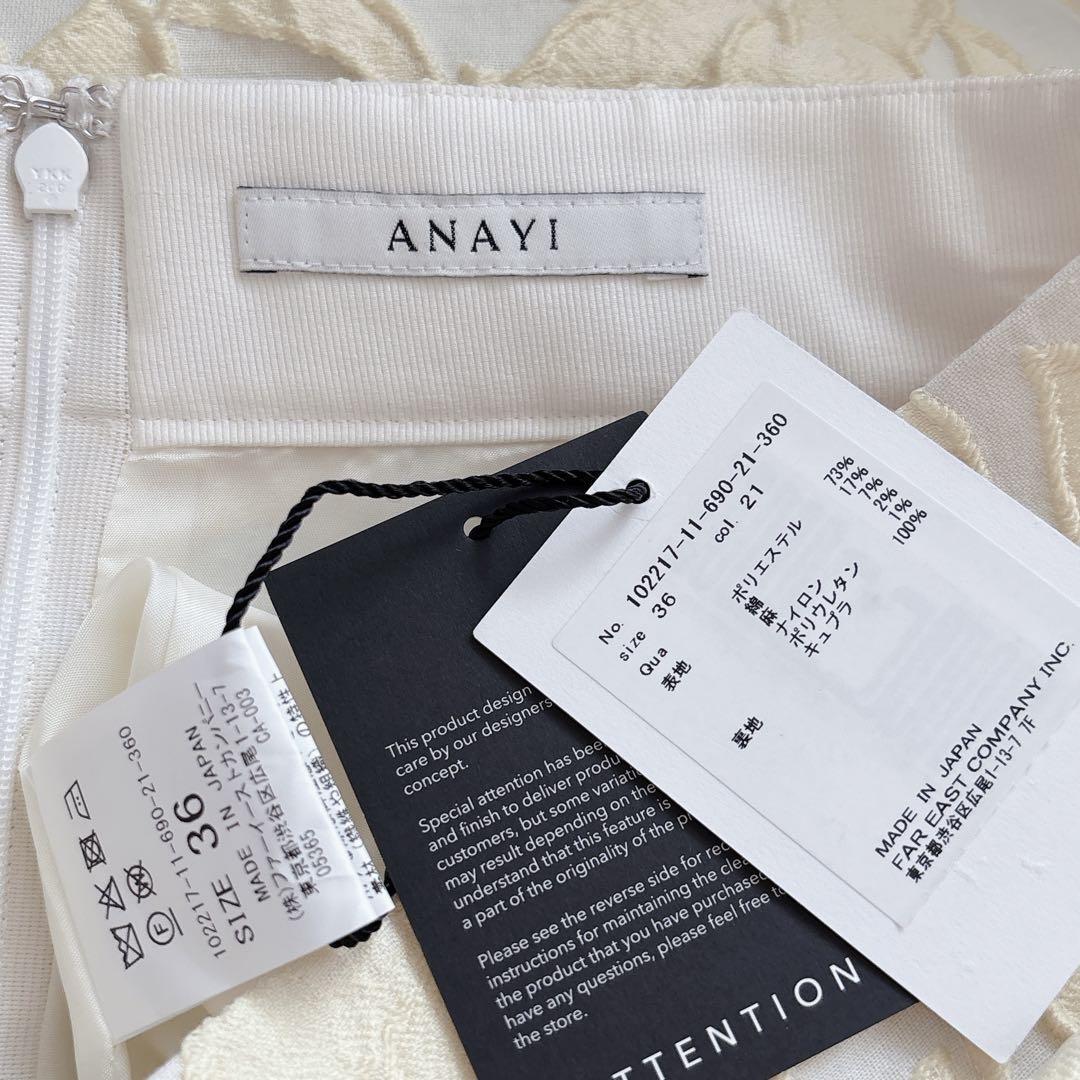 YKK
ANAYI
No. 102217-11-690-21-360
size 36 col. 21
Qua
表地 ポリエステル 73%
綿 17%
麻 7%
ナイロン 2%
ポリウレタン 1%
裏地 キュプラ 100%
MADE IN JAPAN
FAR EAST COMPANY INC.
東京都渋谷区広尾1-13-7 7F
This product design
care by our designers
concept.
Special attention has been
and finish to deliver produ
customers, but some variati
may result depending on the
understand that this feature is
a part of the originality of the p
Please see the reverse side for rec
instructions for maintaining the clea
the product that you have purchased
have any questions, please feel free to
the store.
TTENTION
F
102217-11-690-21-360
SIZE 36
MADE IN JAPAN
(株)ファーイーストカンパニー
東京都渋谷区広尾1-13-7
05365 CA-003